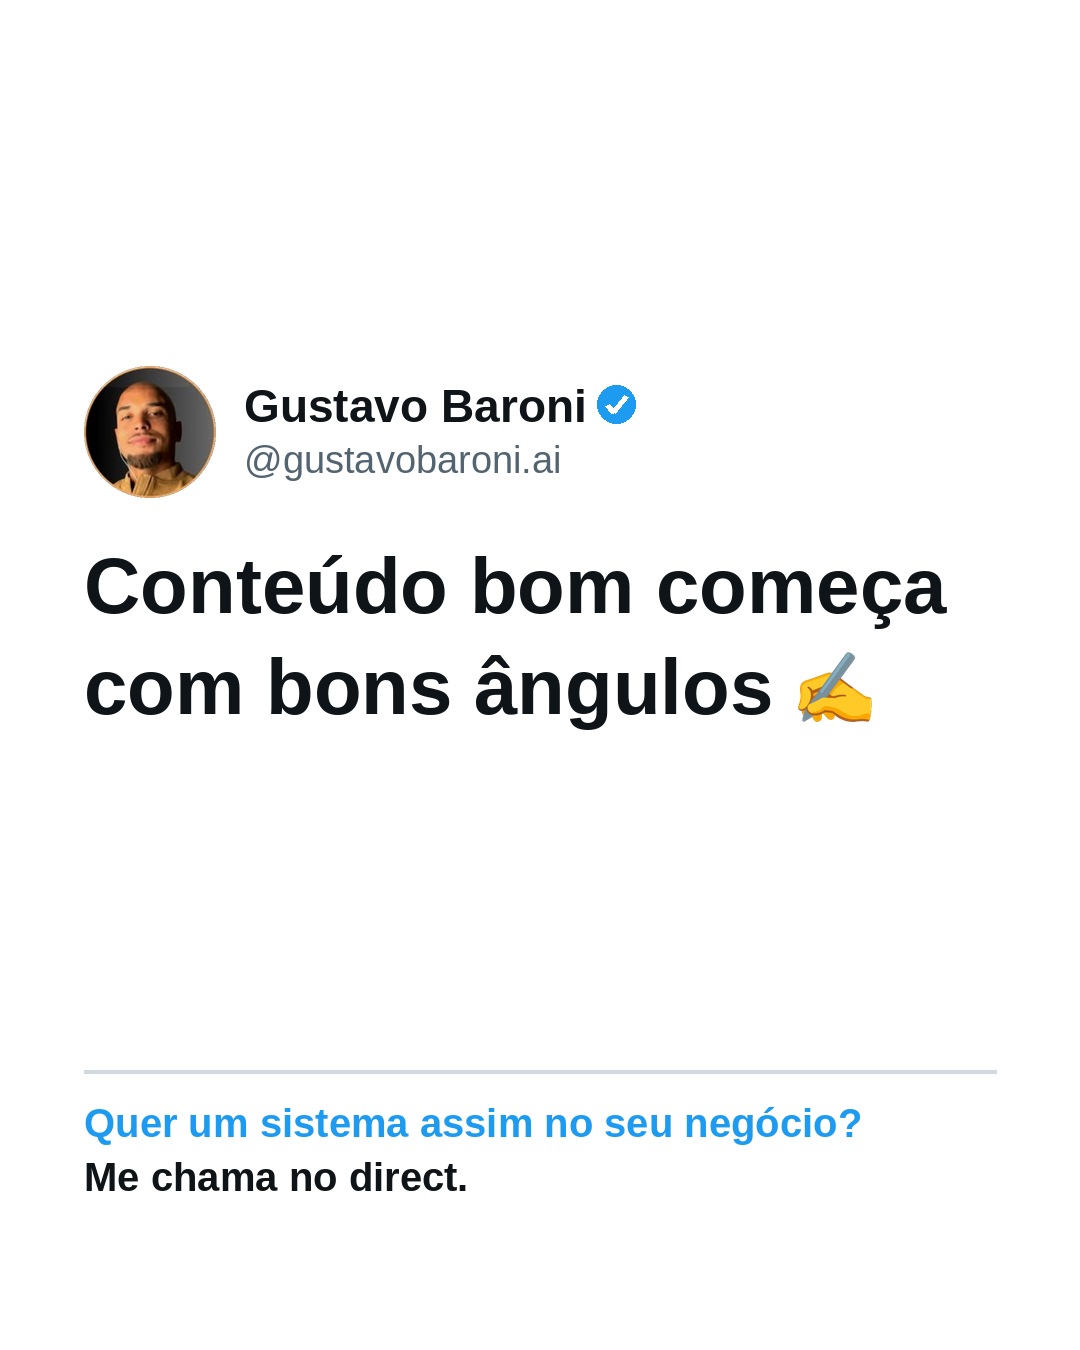 Gustavo Baroni
@gustavobaroni.ai
Conteúdo bom começa
com bons ângulos ✍️
Quer um sistema assim no seu negócio?
Me chama no direct.